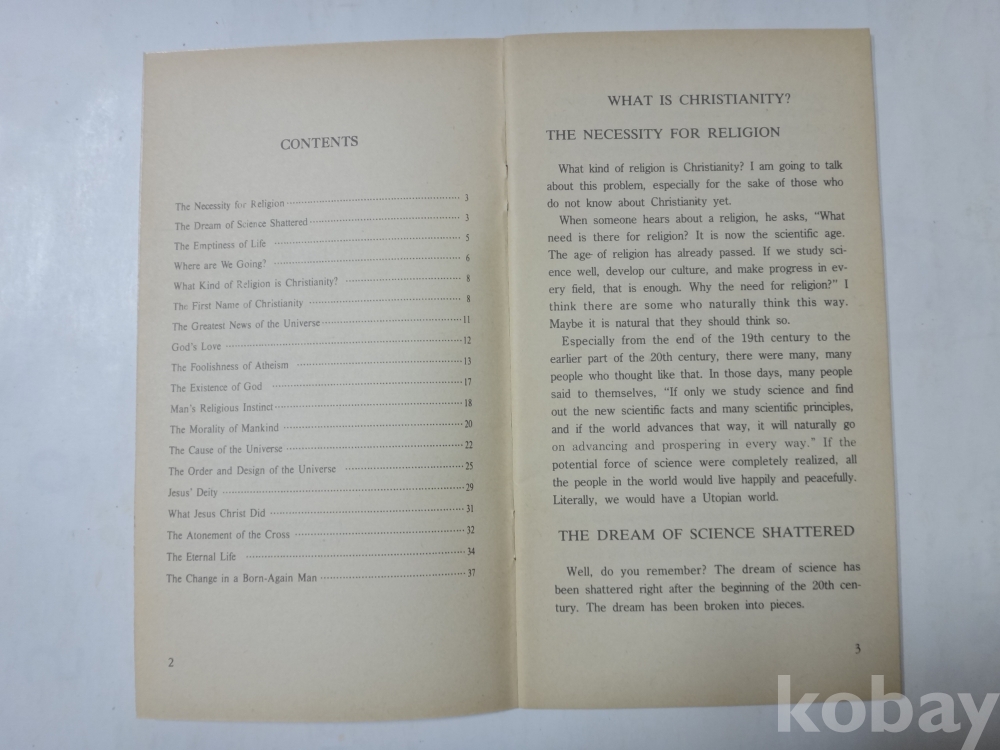 CONTENTS
The Necessity for Religion 3
The Dream of Science Shattered 3
The Emptiness of Life 5
Where are We Going? 6
What Kind of Religion is Christianity? 8
The First Name of Christianity 8
The Greatest News of the Universe 11
God's Love 12
The Foolishness of Atheism 13
The Existence of God 17
Man's Religious Instinct 18
The Morality of Mankind 20
The Cause of the Universe 22
The Order and Design of the Universe 25
Jesus' Deity 29
What Jesus Christ Did 31
The Atonement of the Cross 32
The Eternal Life 34
The Change in a Born-Again Man 37
2
WHAT IS CHRISTIANITY?
THE NECESSITY FOR RELIGION
What kind of religion is Christianity? I am going to talk
about this problem, especially for the sake of those who
do not know about Christianity yet.
When someone hears about a religion, he asks, "What
need is there for religion? It is now the scientific age.
The age of religion has already passed. If we study sci-
ence well, develop our culture, and make progress in ev-
ery field, that is enough. Why the need for religion?" I
think there are some who naturally think this way.
Maybe it is natural that they should think so.
Especially from the end of the 19th century to the
earlier part of the 20th century, there were many, many
people who thought like that. In those days, many people
said to themselves, "If only we study science and find
out the new scientific facts and many scientific principles,
and if the world advances that way, it will naturally go
on advancing and prospering in every way." If the
potential force of science were completely realized, all
the people in the world would live happily and peacefully.
Literally, we would have a Utopian world.
THE DREAM OF SCIENCE SHATTERED
Well, do you remember? The dream of science has
been shattered right after the beginning of the 20th cen-
tury. The dream has been broken into pieces.
3
kobay